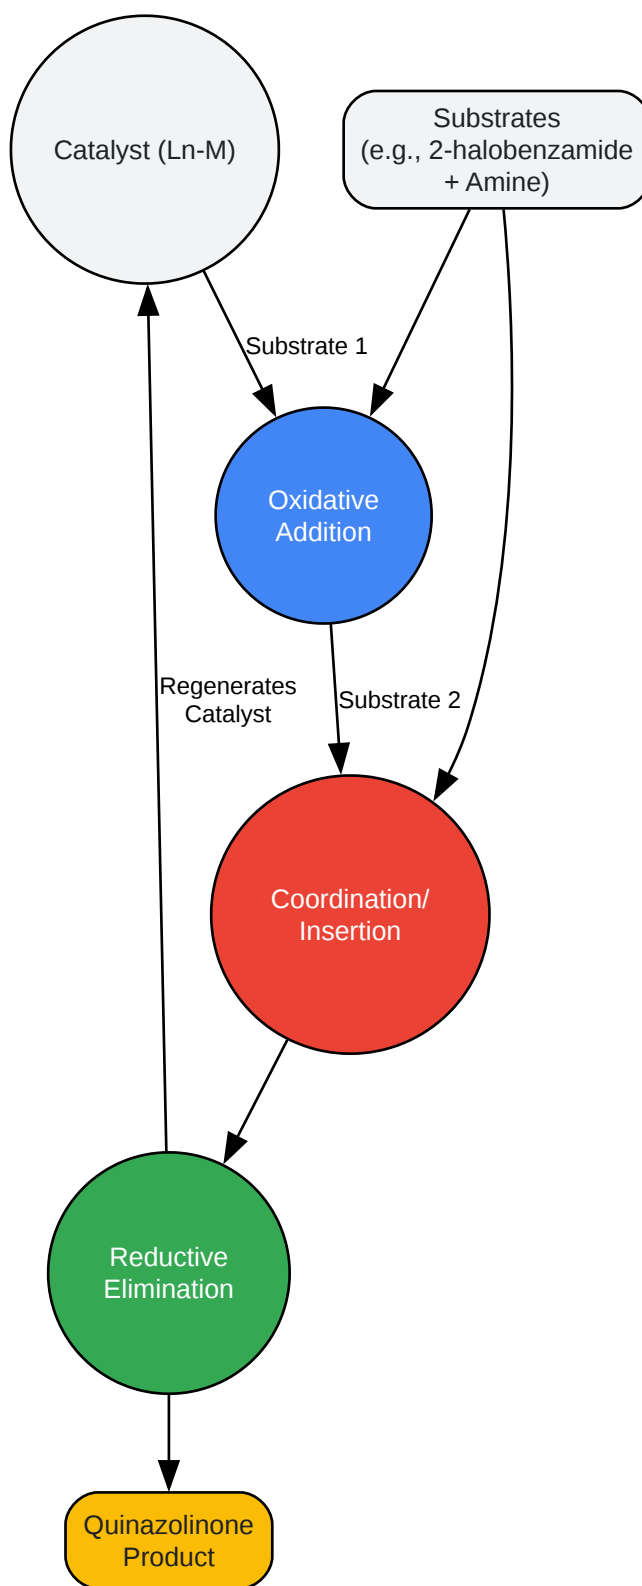 Catalyst (Ln-M)
Substrates
(e.g., 2-halobenzamide
+ Amine)
Substrate 1
Oxidative
Addition
Regenerates
Catalyst
Substrate 2
Coordination/
Insertion
Reductive
Elimination
Quinazolinone
Product